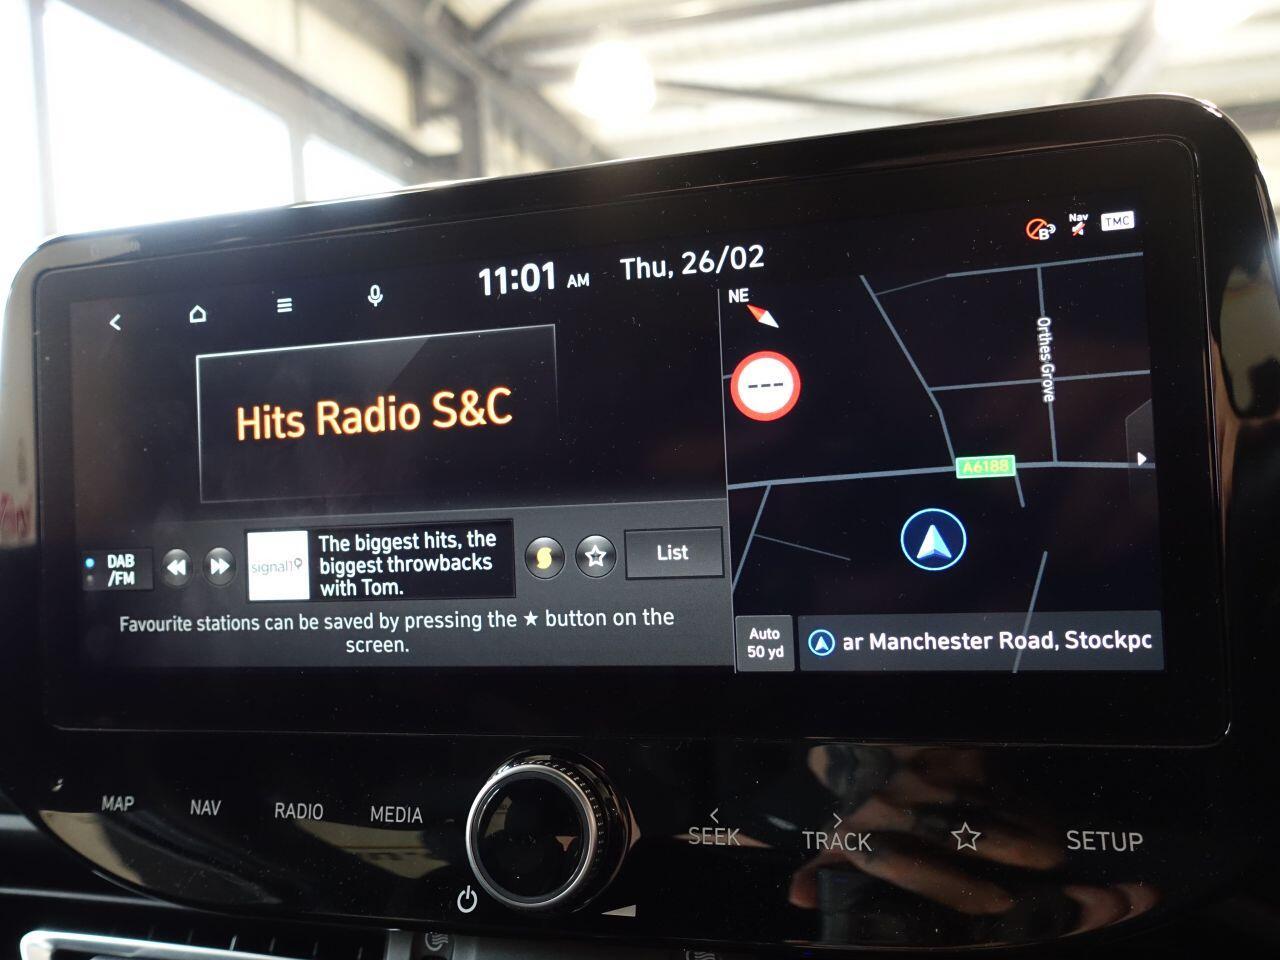 11:01 AM Thu, 26/02
Nav
TMC
B
NE
Hits Radio S&C
Orthes Grove
---
A6188
DAB
/FM
signal1
The biggest hits, the
biggest throwbacks
with Tom.
List
Favourite stations can be saved by pressing the ★ button on the
screen.
Auto
50 yd
ar Manchester Road, Stockpc
MAP
NAV
RADIO
MEDIA
< SEEK
> TRACK
SETUP